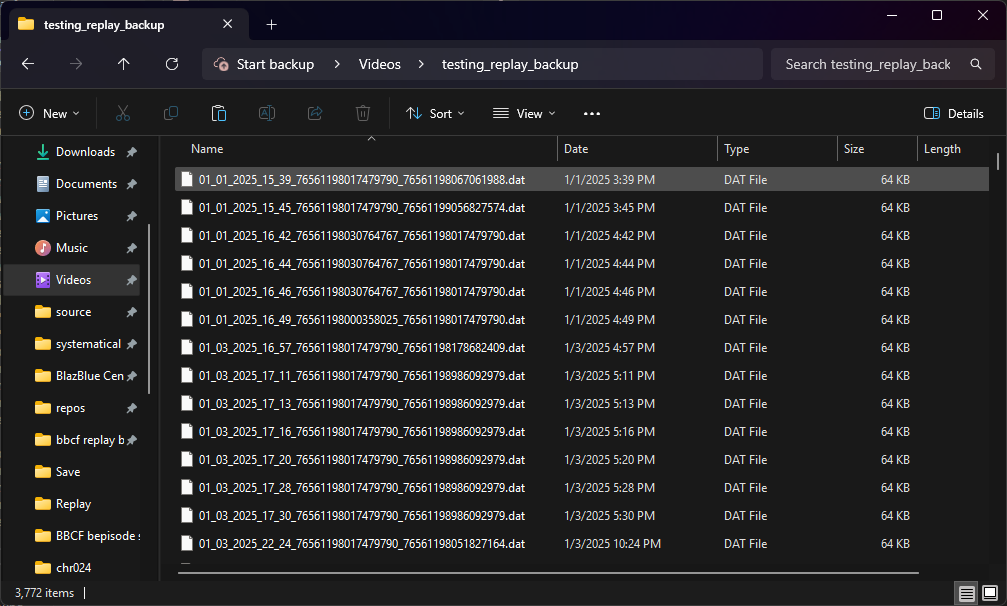 testing_replay_backup
Start backup > Videos > testing_replay_backup
Search testing_replay_back
New Sort View ... Details
Name Date Type Size Length
Downloads
Documents
Pictures
Music
Videos
source
systematical
BlazBlue Cen
repos
bbcf replay b
Save
Replay
BBCF bepisode s
chr024
01_01_2025_15_39_76561198017479790_76561198067061988.dat 1/1/2025 3:39 PM DAT File 64 KB
01_01_2025_15_45_76561198017479790_76561199056827574.dat 1/1/2025 3:45 PM DAT File 64 KB
01_01_2025_16_42_76561198030764767_76561198017479790.dat 1/1/2025 4:42 PM DAT File 64 KB
01_01_2025_16_44_76561198030764767_76561198017479790.dat 1/1/2025 4:44 PM DAT File 64 KB
01_01_2025_16_46_76561198030764767_76561198017479790.dat 1/1/2025 4:46 PM DAT File 64 KB
01_01_2025_16_49_76561198000358025_76561198017479790.dat 1/1/2025 4:49 PM DAT File 64 KB
01_03_2025_16_57_76561198017479790_76561198178682409.dat 1/3/2025 4:57 PM DAT File 64 KB
01_03_2025_17_11_76561198017479790_76561198986092979.dat 1/3/2025 5:11 PM DAT File 64 KB
01_03_2025_17_13_76561198017479790_76561198986092979.dat 1/3/2025 5:13 PM DAT File 64 KB
01_03_2025_17_16_76561198017479790_76561198986092979.dat 1/3/2025 5:16 PM DAT File 64 KB
01_03_2025_17_20_76561198017479790_76561198986092979.dat 1/3/2025 5:20 PM DAT File 64 KB
01_03_2025_17_28_76561198017479790_76561198986092979.dat 1/3/2025 5:28 PM DAT File 64 KB
01_03_2025_17_30_76561198017479790_76561198986092979.dat 1/3/2025 5:30 PM DAT File 64 KB
01_03_2025_22_24_76561198017479790_76561198051827164.dat 1/3/2025 10:24 PM DAT File 64 KB
3,772 items